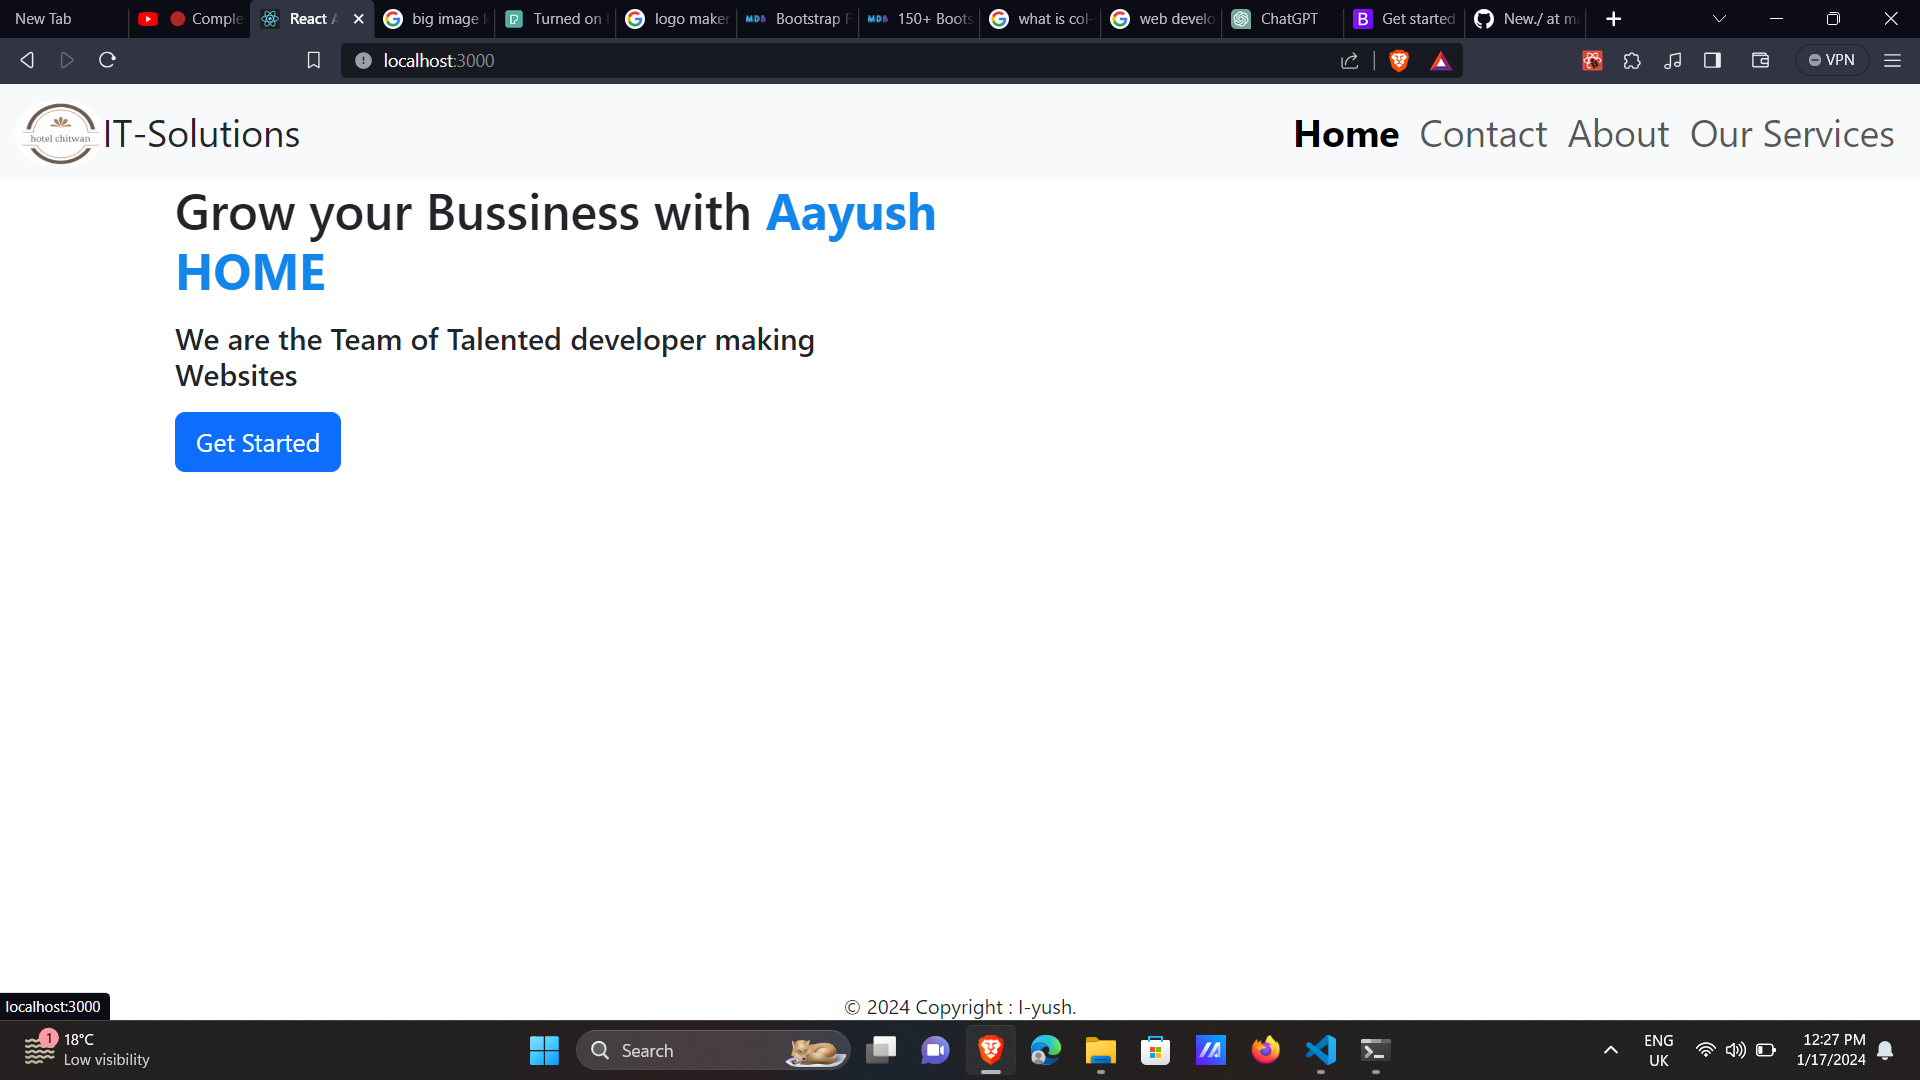 New Tab
Comple
React A
big image l
Turned on
logo maker
MDB Bootstrap F
MDB 150+ Boots
what is col-
web develo
ChatGPT
B Get started
New./ at ma
localhost:3000
VPN
hotel chitwan
IT-Solutions
Home Contact About Our Services
Grow your Bussiness with Aayush
HOME
We are the Team of Talented developer making
Websites
Get Started
© 2024 Copyright : I-yush.
localhost:3000
1
18°C
Low visibility
Search
ENG
UK
12:27 PM
1/17/2024